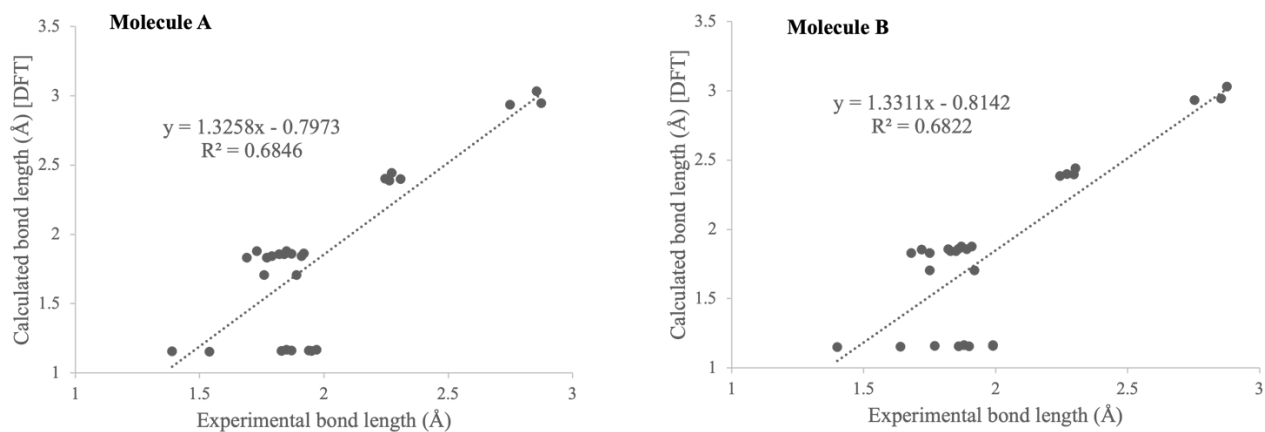 Molecule A
3.5
3
2.5
2
1.5
1
1
1.5
2
2.5
3
Calculated bond length (Å) [DFT]
Experimental bond length (Å)
y = 1.3258x - 0.7973
R² = 0.6846
Molecule B
3.5
3
2.5
2
1.5
1
1
1.5
2
2.5
3
Calculated bond length (Å) [DFT]
Experimental bond length (Å)
y = 1.3311x - 0.8142
R² = 0.6822